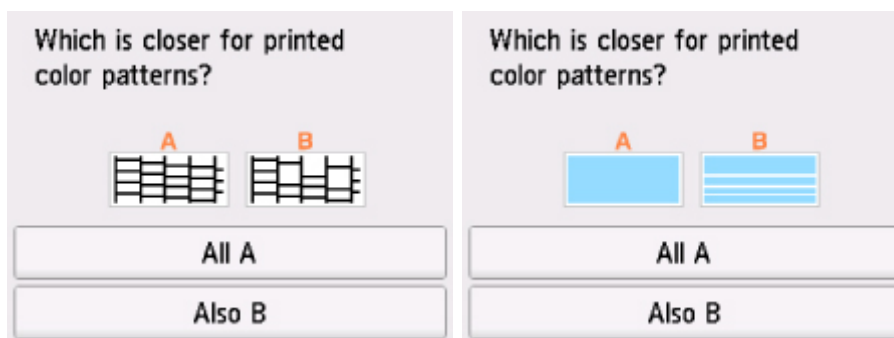 Which is closer for printed
color patterns?
A B
All A
Also B
Which is closer for printed
color patterns?
A B
All A
Also B